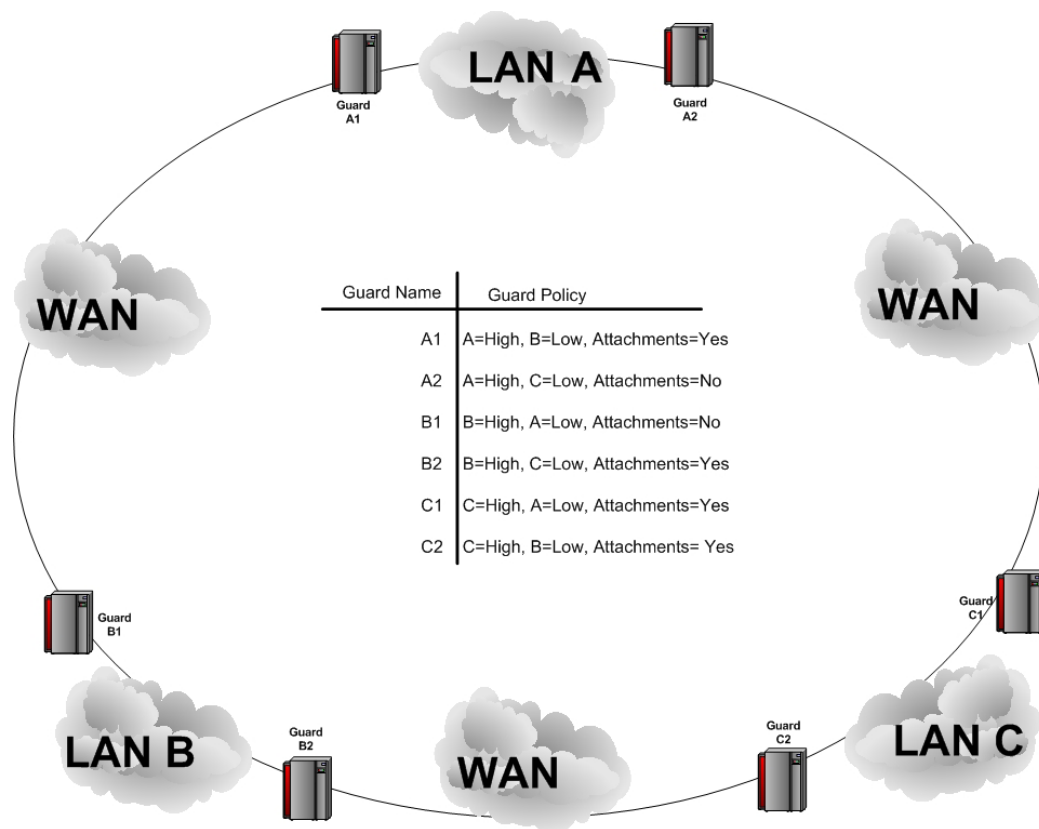 LAN A
Guard
A1
Guard
A2
WAN
WAN
Guard Name Guard Policy
A1 A=High, B=Low, Attachments=Yes
A2 A=High, C=Low, Attachments=No
B1 B=High, A=Low, Attachments=No
B2 B=High, C=Low, Attachments=Yes
C1 C=High, A=Low, Attachments=Yes
C2 C=High, B=Low, Attachments= Yes
Guard
B1
Guard
C1
LAN B
Guard
B2
WAN
Guard
C2
LAN C